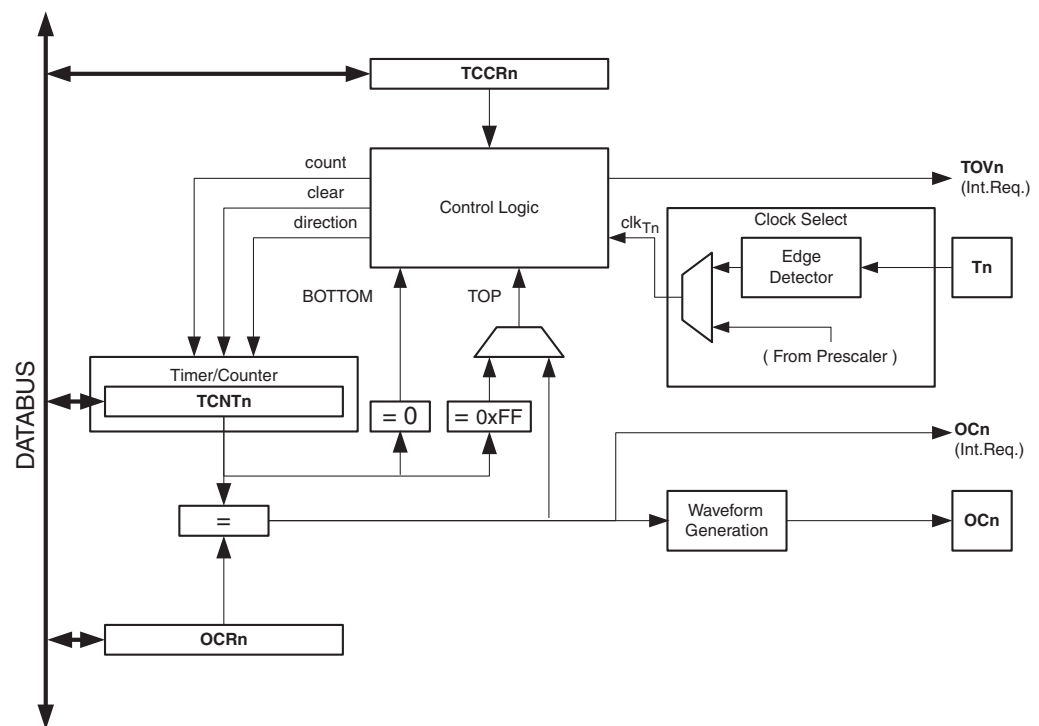 TCCRn
count
clear
direction
Control Logic
TOVn
(Int.Req.)
clkTn
Clock Select
Edge
Detector
Tn
( From Prescaler )
BOTTOM
TOP
Timer/Counter
TCNTn
= 0
= 0xFF
DATABUS
OCn
(Int.Req.)
=
Waveform
Generation
OCn
OCRn